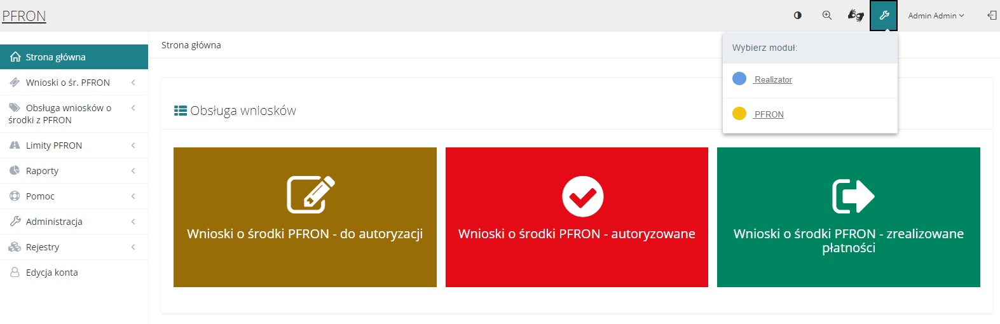 PFRON
Admin Admin
Wybierz moduł:
Realizator
PFRON
Strona główna
Wnioski o śr. PFRON
Obsługa wniosków o
środki z PFRON
Limity PFRON
Raporty
Pomoc
Administracja
Rejestry
Edycja konta
Strona główna
Obsługa wniosków
Wnioski o środki PFRON - do autoryzacji
Wnioski o środki PFRON - autoryzowane
Wnioski o środki PFRON - zrealizowane
płatności